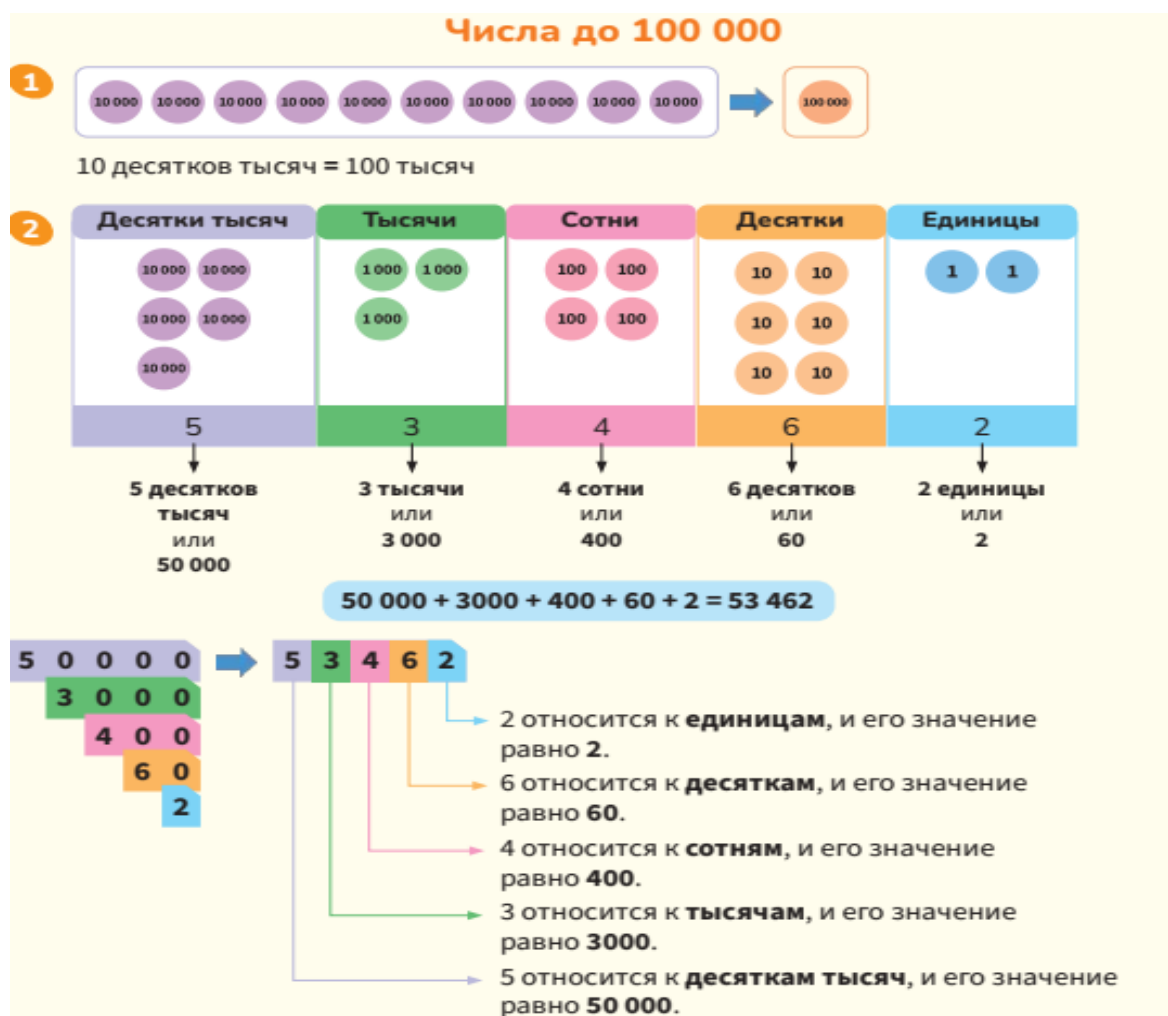 Числа до 100 000
1
10 000 10 000 10 000 10 000 10 000 10 000 10 000 10 000 10 000 10 000 100 000
10 десятков тысяч = 100 тысяч
2
Десятки тысяч Тысячи Сотни Десятки Единицы
10 000 10 000 1 000 1 000 100 100 10 10 1 1
10 000 10 000 1 000 100 100 10 10
10 000 10 10
5 3 4 6 2
5 десятков 3 тысячи 4 сотни 6 десятков 2 единицы
тысяч или или или или
или 3 000 400 60 2
50 000
50 000 + 3000 + 400 + 60 + 2 = 53 462
5 0 0 0 0 5 3 4 6 2
3 0 0 0
4 0 0
6 0
2
2 относится к единицам, и его значение
равно 2.
6 относится к десяткам, и его значение
равно 60.
4 относится к сотням, и его значение
равно 400.
3 относится к тысячам, и его значение
равно 3000.
5 относится к десяткам тысяч, и его значение
равно 50 000.